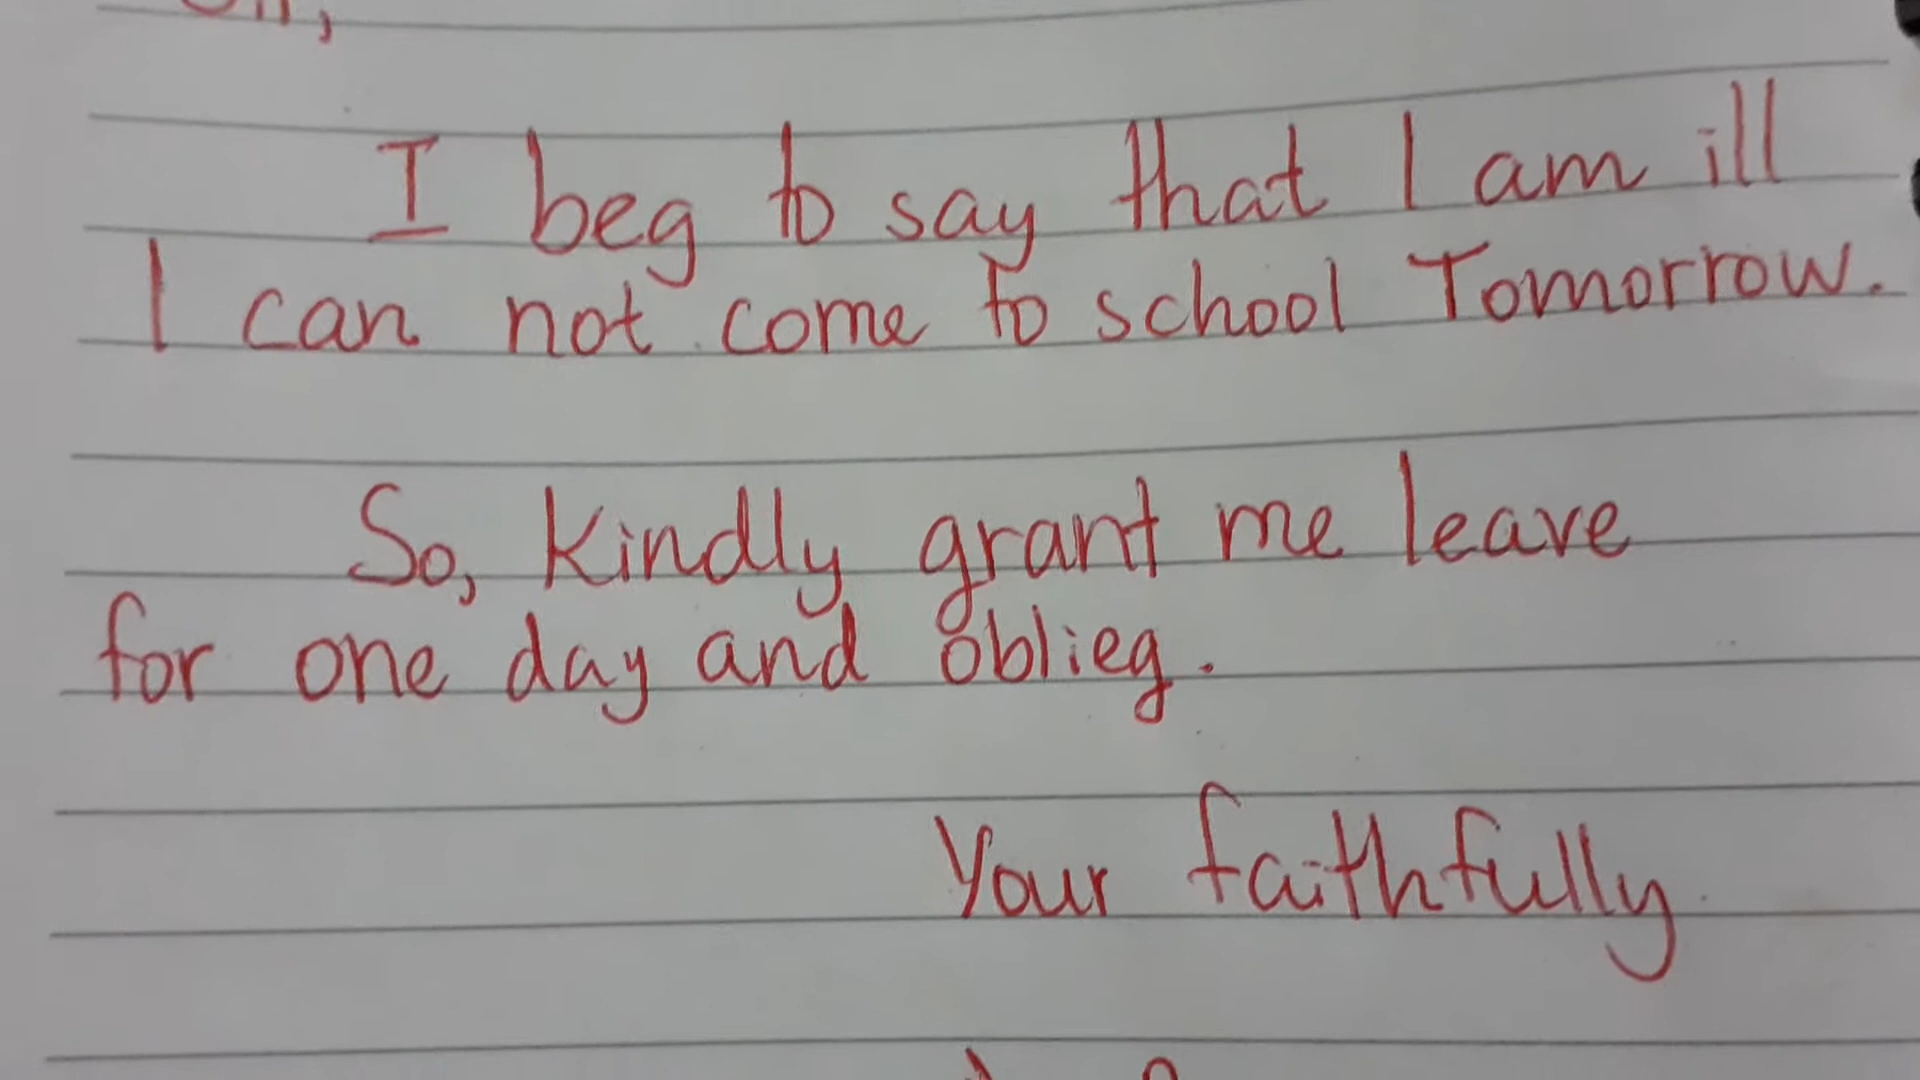 I beg to say that I am ill
I can not come to school Tomorrow.
So, kindly grant me leave
for one day and oblieg.
Your faithfully